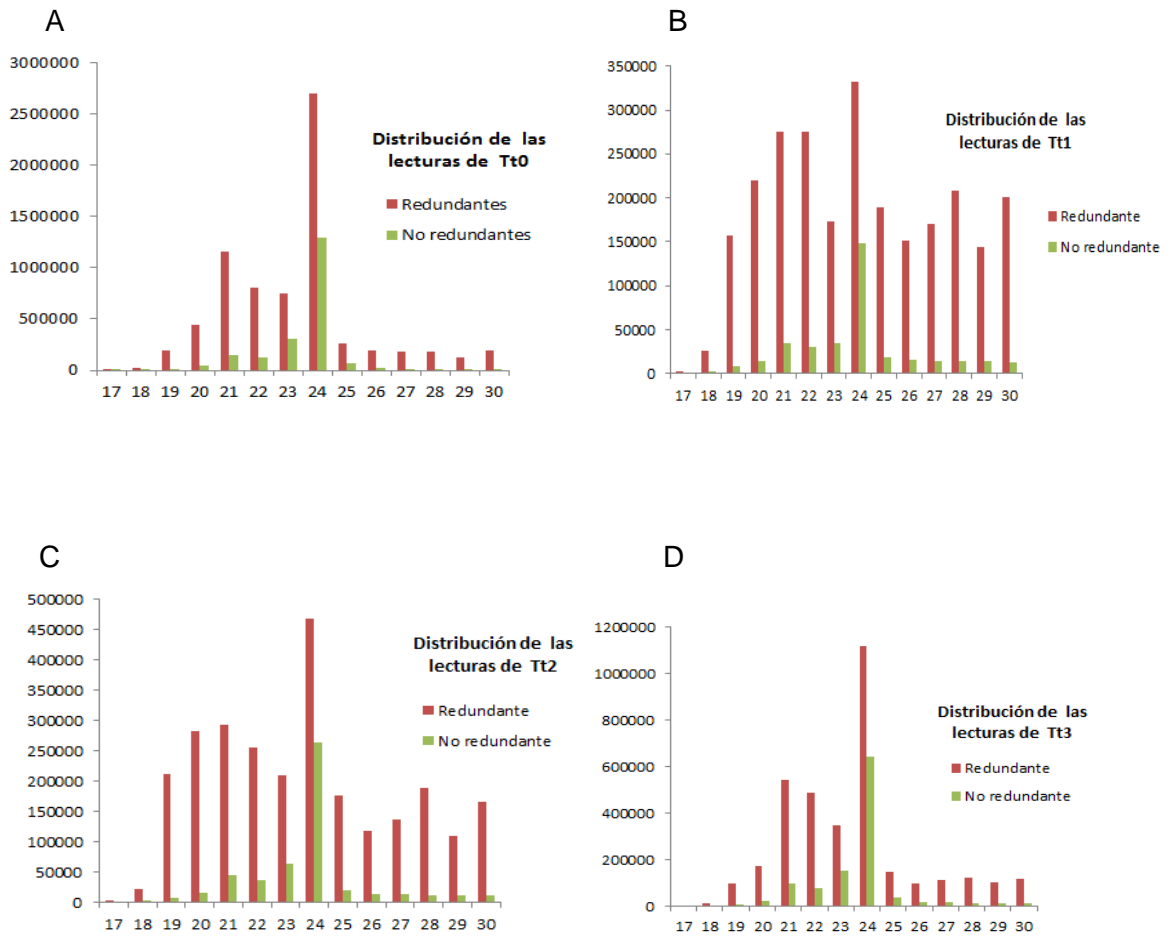 A
3000000
2500000
2000000
1500000
1000000
500000
0
17 18 19 20 21 22 23 24 25 26 27 28 29 30
Distribución de las
lecturas de Tt0
Redundantes
No redundantes
B
350000
300000
250000
200000
150000
100000
50000
0
17 18 19 20 21 22 23 24 25 26 27 28 29 30
Distribución de las
lecturas de Tt1
Redundante
No redundante
C
500000
450000
400000
350000
300000
250000
200000
150000
100000
50000
0
17 18 19 20 21 22 23 24 25 26 27 28 29 30
Distribución de las
lecturas de Tt2
Redundante
No redundante
D
1200000
1000000
800000
600000
400000
200000
0
17 18 19 20 21 22 23 24 25 26 27 28 29 30
Distribución de las
lecturas de Tt3
Redundante
No redundante